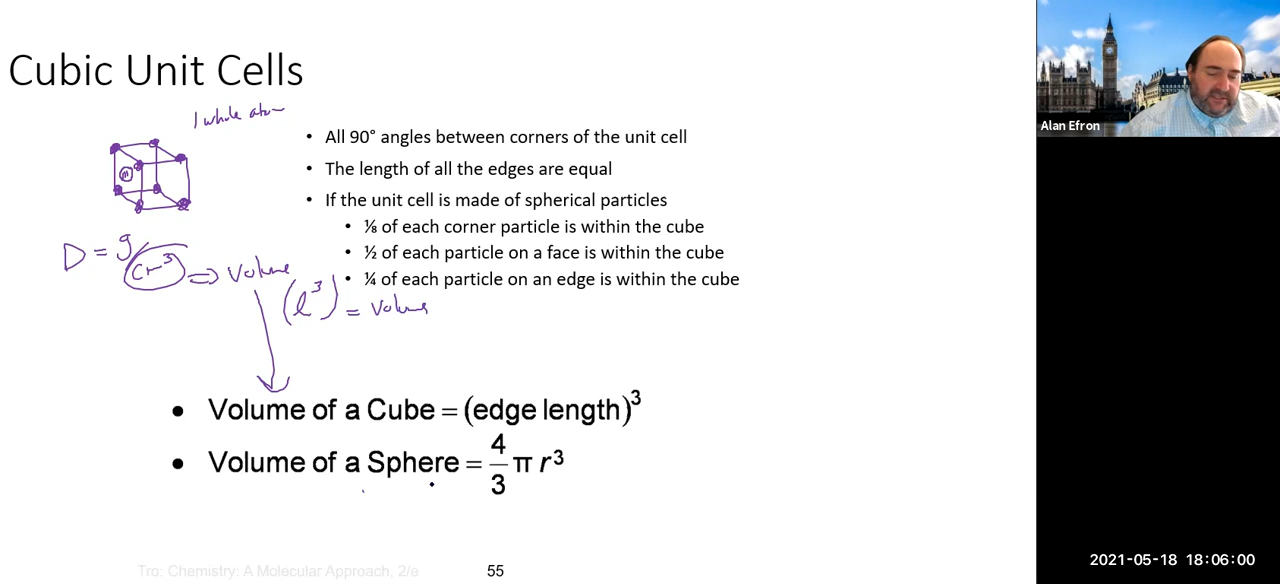 Cubic Unit Cells
1 whole atom
• All 90° angles between corners of the unit cell
• The length of all the edges are equal
• If the unit cell is made of spherical particles
• ⅛ of each corner particle is within the cube
• ½ of each particle on a face is within the cube
• ¼ of each particle on an edge is within the cube
D = g/cm³ ⇒ Volume
(l³) = Volume
• Volume of a Cube = (edge length)³
• Volume of a Sphere = 4/3 π r³
Tro: Chemistry: A Molecular Approach, 2/e
55
Alan Efron
2021-05-18 18:06:00